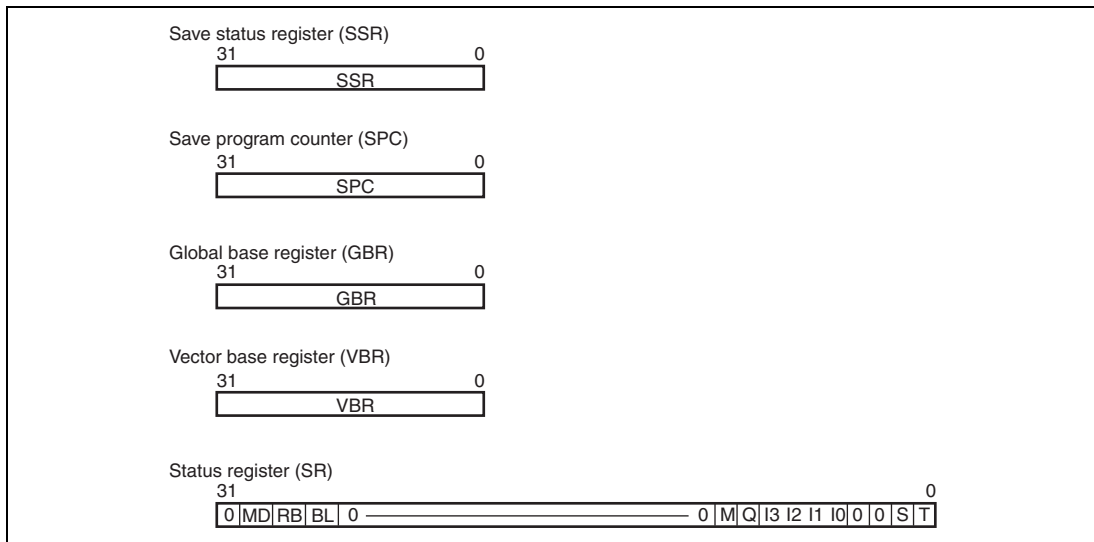 Save status register (SSR)
31 0
SSR
Save program counter (SPC)
31 0
SPC
Global base register (GBR)
31 0
GBR
Vector base register (VBR)
31 0
VBR
Status register (SR)
31 0
0 MD RB BL 0 0 M Q I3 I2 I1 I0 0 0 S T